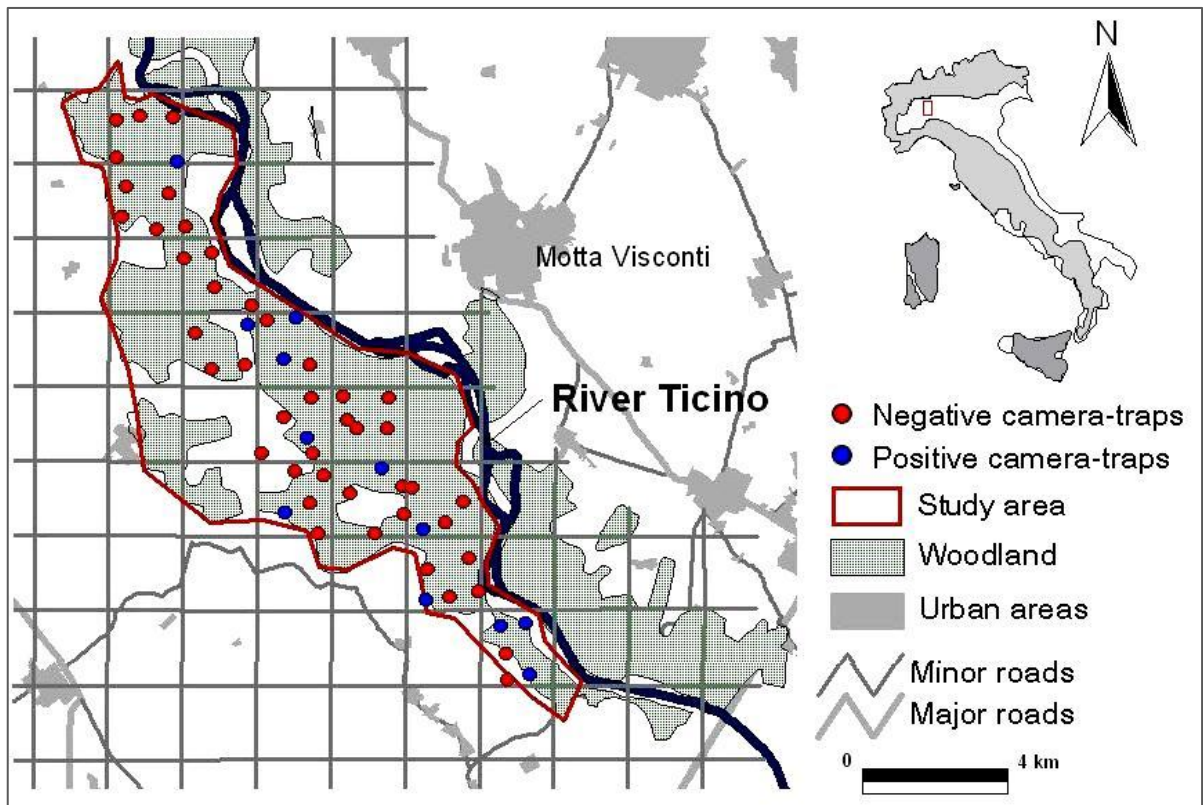 N
Motta Visconti
River Ticino
Negative camera-traps
Positive camera-traps
Study area
Woodland
Urban areas
Minor roads
Major roads
0 4 km